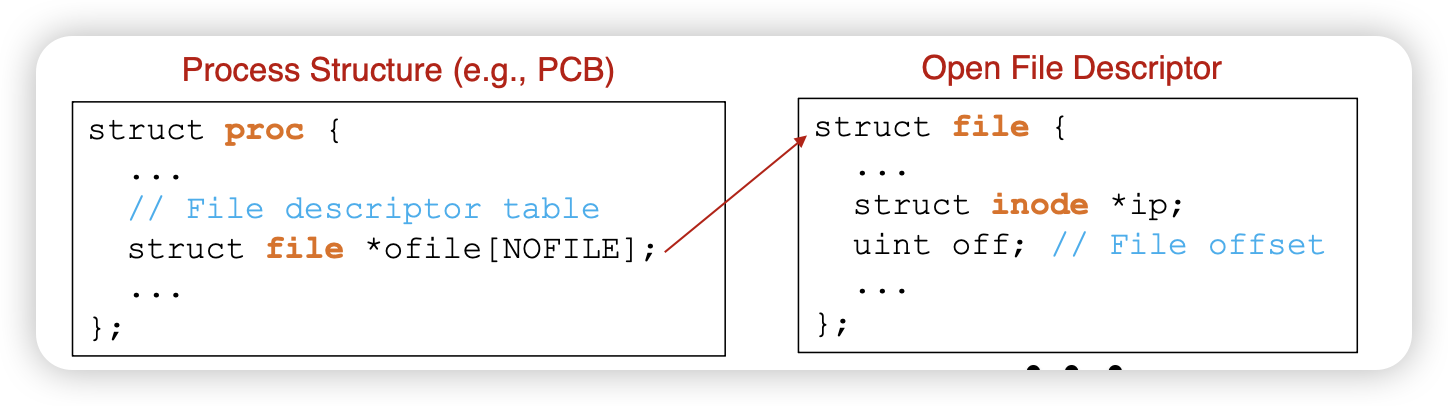 Process Structure (e.g., PCB)
struct proc {
...
// File descriptor table
struct file *ofile[NOFILE];
...
};
Open File Descriptor
struct file {
...
struct inode *ip;
uint off; // File offset
...
};